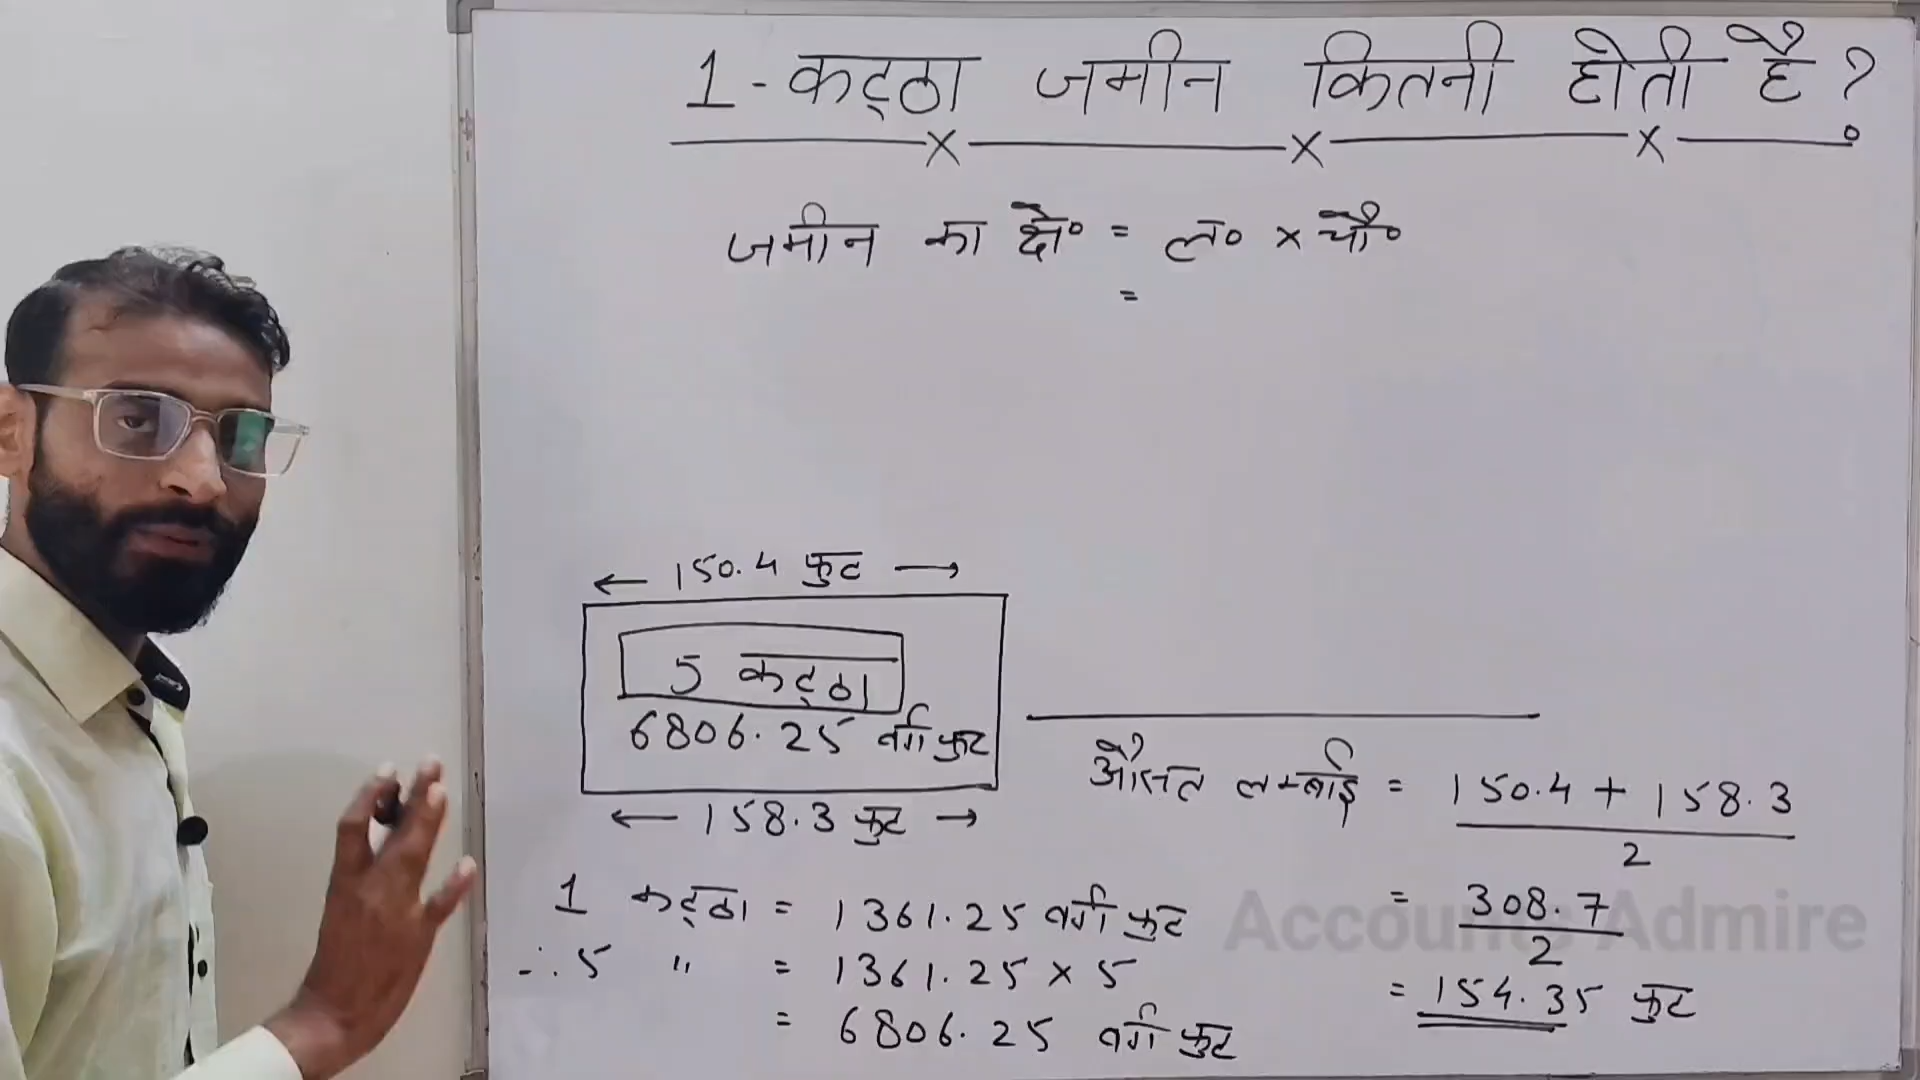 1 - कट्ठा जमीन कितनी होती है ?
जमीन का क्षे० = ल० × चौ०
=
← 150.4 फुट →
5 कट्ठा
6806.25 वर्ग फुट
← 158.3 फुट →
औसत लम्बाई = 150.4 + 158.3
2
= 308.7
2
= 154.35 फुट
1 कट्ठा = 1361.25 वर्ग फुट
∴ 5 " = 1361.25 × 5
= 6806.25 वर्ग फुट
Accounts Admire